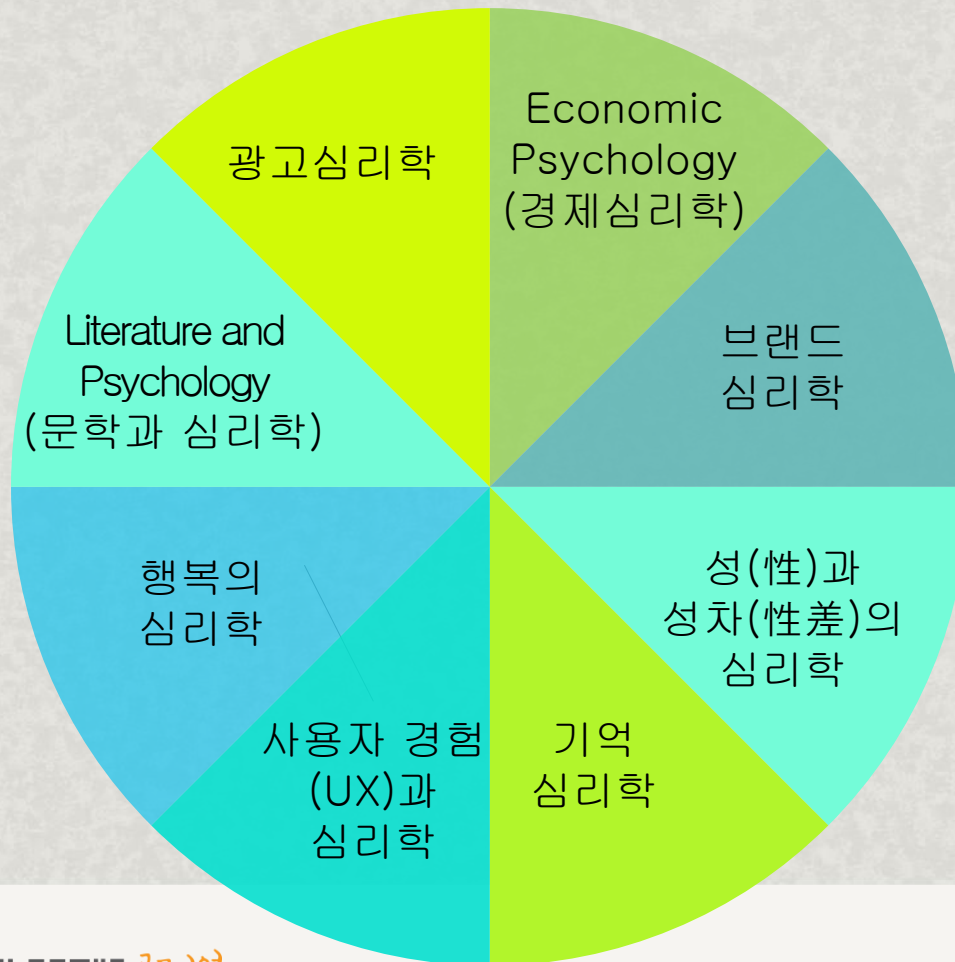 Economic
Psychology
(경제심리학)
브랜드
심리학
성(性)과
성차(性差)의
심리학
기억
심리학
사용자 경험
(UX)과
심리학
행복의
심리학
Literature and
Psychology
(문학과 심리학)
광고심리학